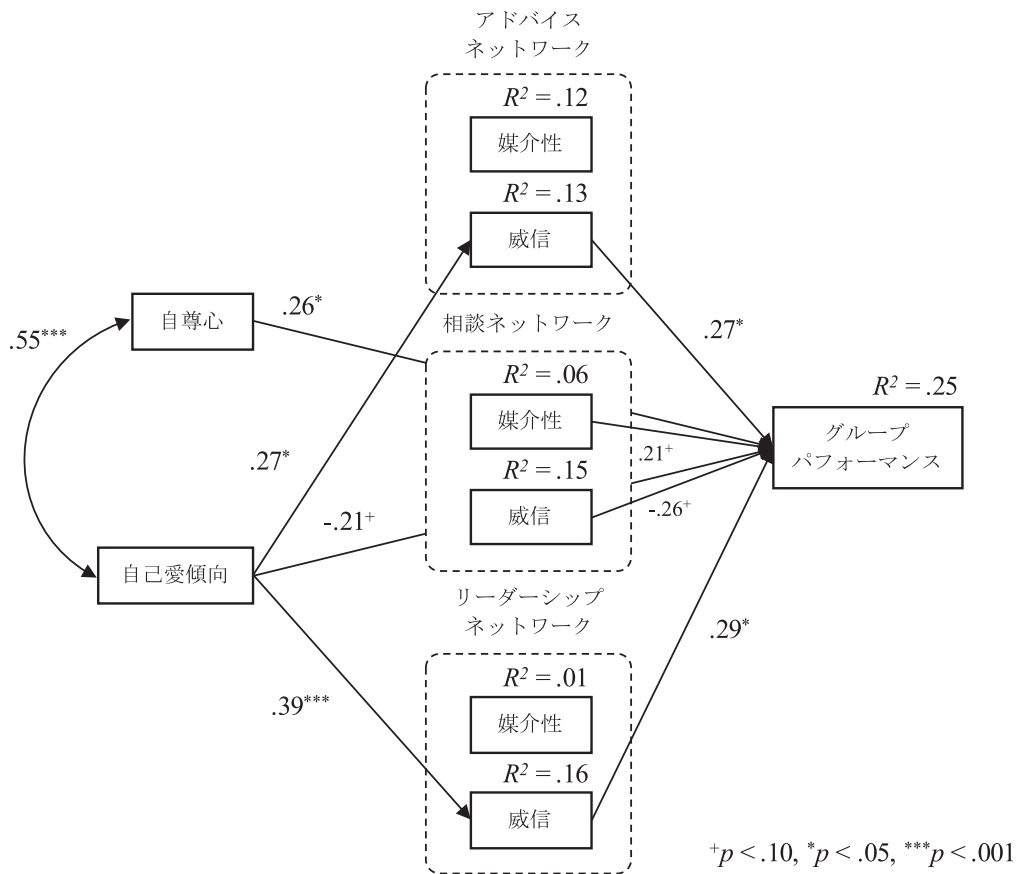 アドバイス
ネットワーク
R² = .12
媒介性
R² = .13
威信
自尊心
.26*
.55***
相談ネットワーク
.27*
R² = .06
媒介性
R² = .25
グループ
パフォーマンス
.21⁺
.27*
R² = .15
威信
-.21⁺
-.26⁺
自己愛傾向
リーダーシップ
ネットワーク
.29*
R² = .01
媒介性
.39***
R² = .16
威信
⁺p < .10, *p < .05, ***p < .001